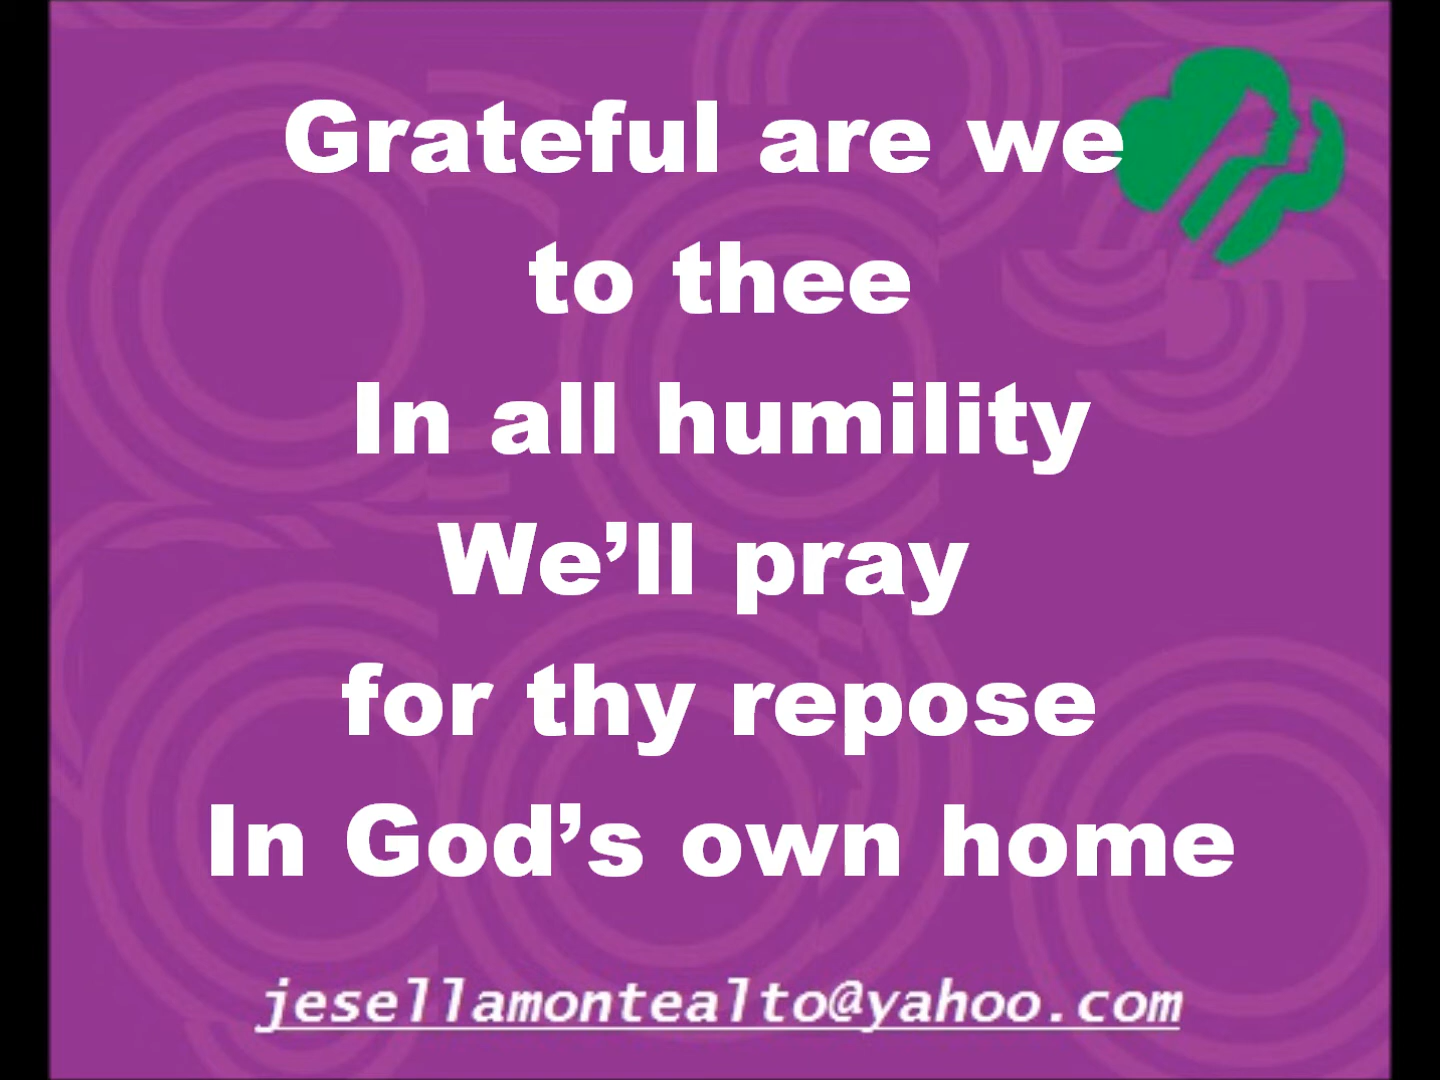 Grateful are we
to thee
In all humility
We’ll pray
for thy repose
In God’s own home
jesellamontealto@yahoo.com